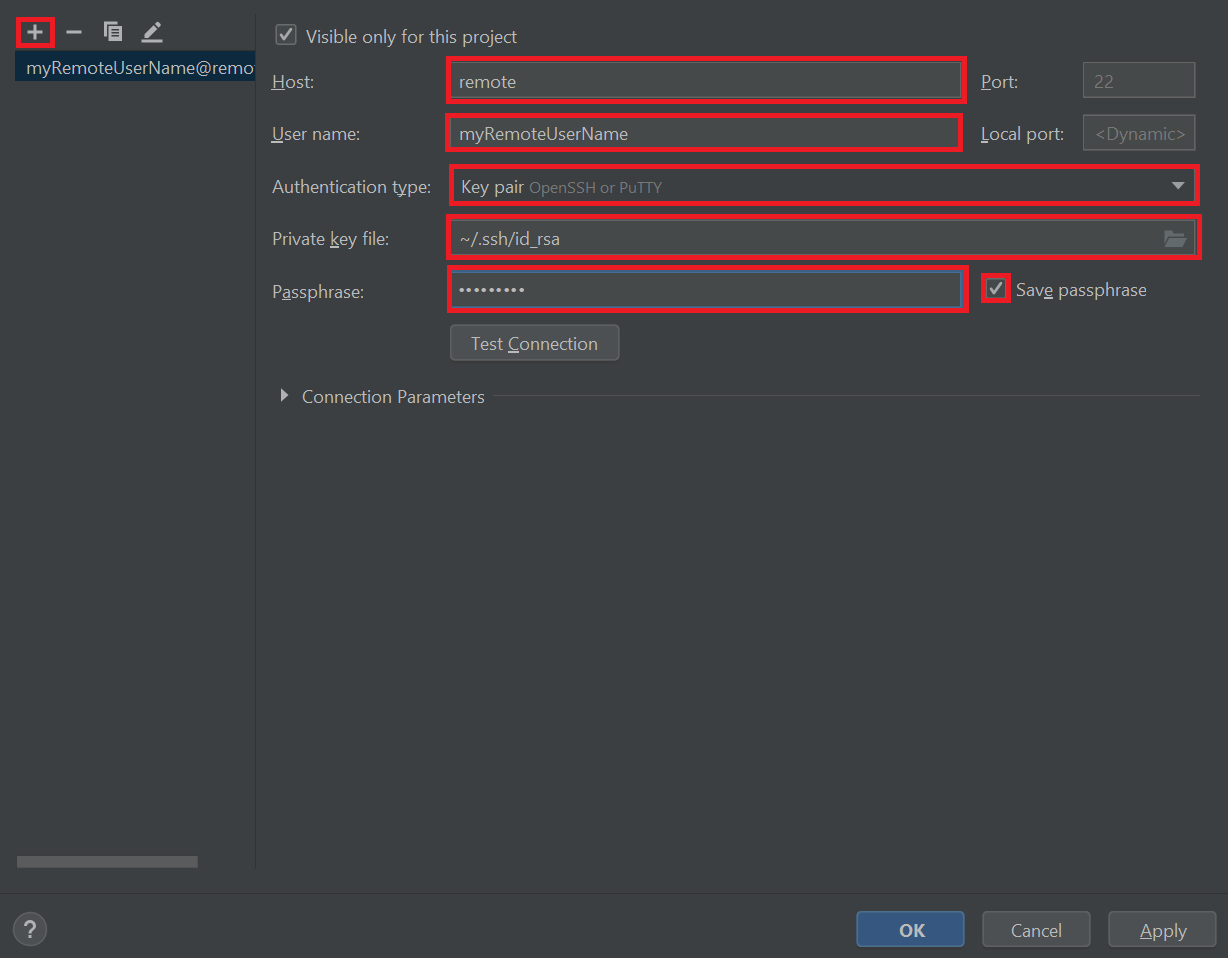 Visible only for this project
myRemoteUserName@remo
Host: remote Port: 22
User name: myRemoteUserName Local port: <Dynamic>
Authentication type: Key pair OpenSSH or PuTTY
Private key file: ~/.ssh/id_rsa
Passphrase: ••••••••• Save passphrase
Test Connection
Connection Parameters
? OK Cancel Apply